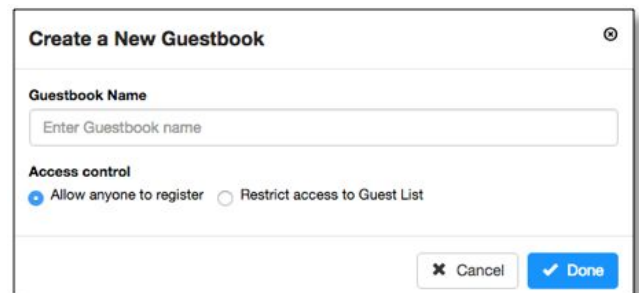 Create a New Guestbook
Guestbook Name
Enter Guestbook name
Access control
Allow anyone to register Restrict access to Guest List
Cancel Done